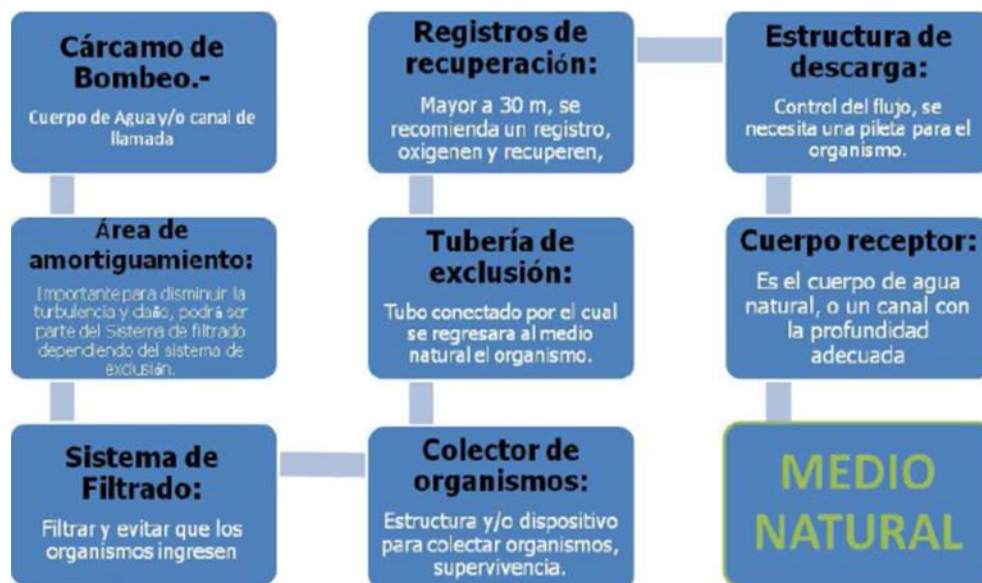 Cárcamo de
Bombeo.-
Cuerpo de Agua y/o canal de
llamada
Área de
amortiguamiento:
Importante para disminuir la
turbulencia y daño, podrá ser
parte del Sistema de filtrado
dependiendo del sistema de
exclusión.
Sistema de
Filtrado:
Filtrar y evitar que los
organismos ingresen
Colector de
organismos:
Estructura y/o dispositivo
para colectar organismos,
supervivencia.
Tubería de
exclusión:
Tubo conectado por el cual
se regresara al medio
natural el organismo.
Registros de
recuperación:
Mayor a 30 m, se
recomienda un registro,
oxigenen y recuperen,
Estructura de
descarga:
Control del flujo, se
necesita una pileta para el
organismo.
Cuerpo receptor:
Es el cuerpo de agua
natural, o un canal con
la profundidad
adecuada
MEDIO
NATURAL